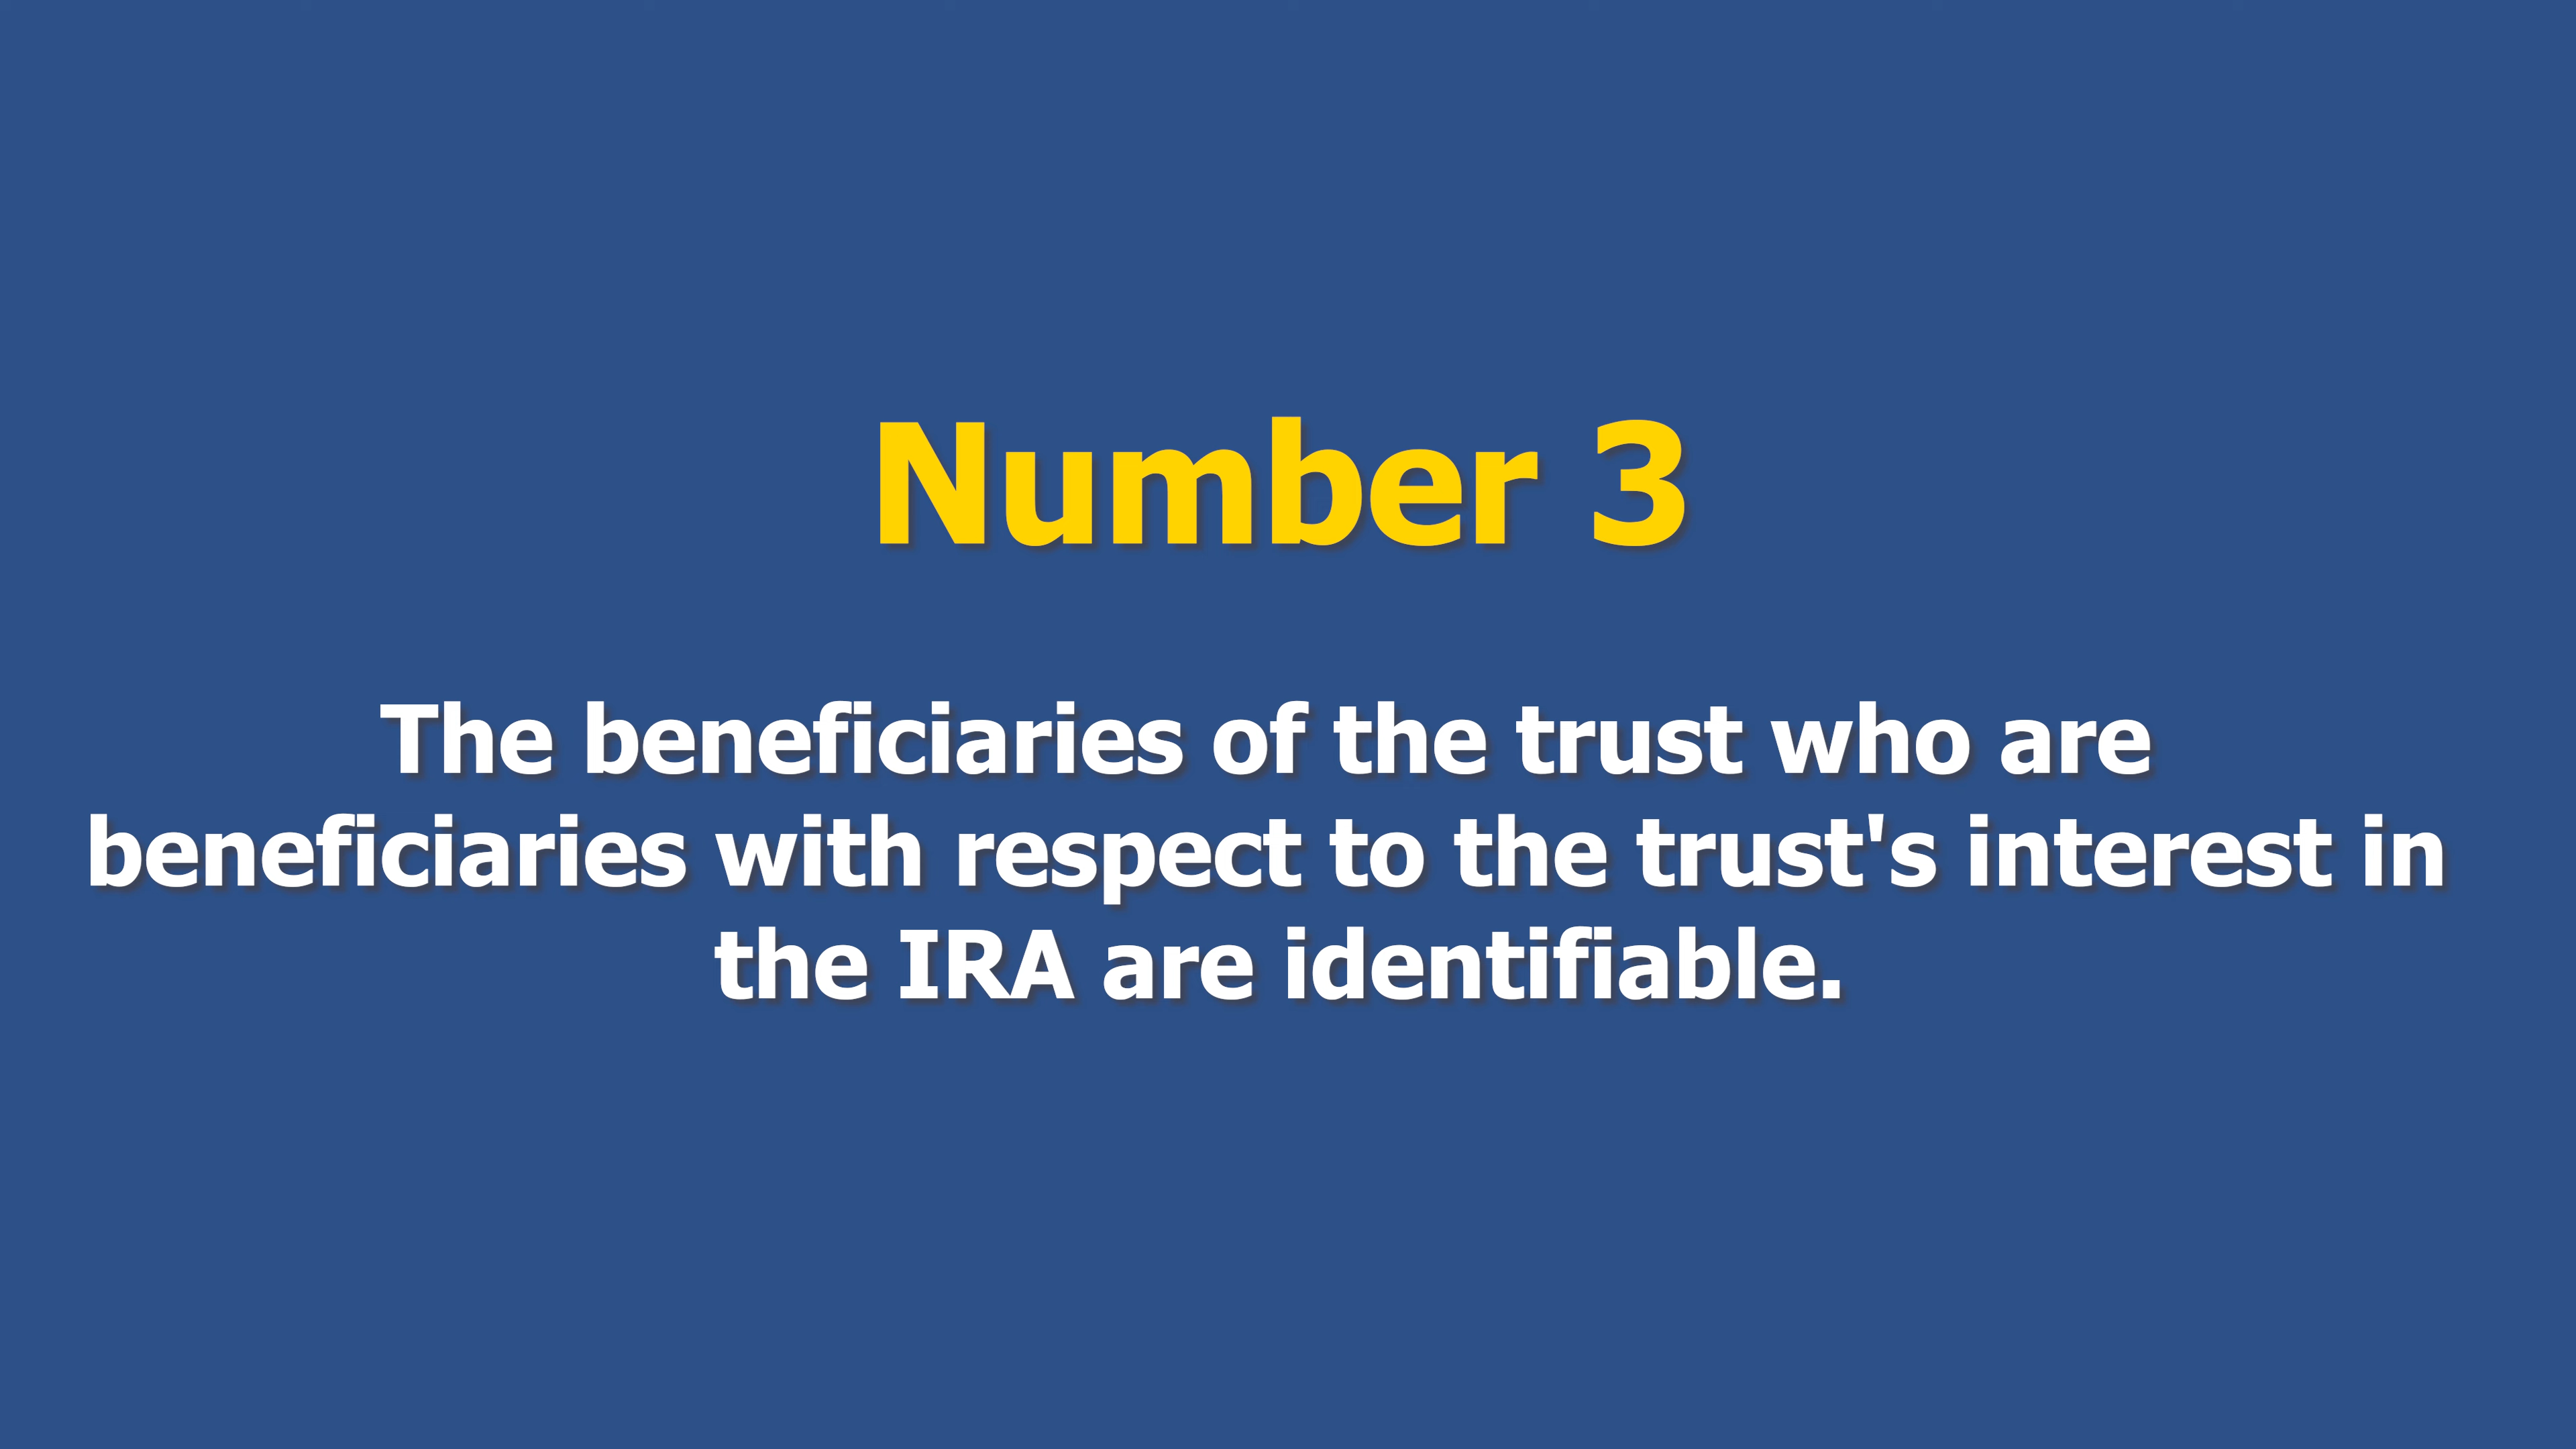 Number 3
The beneficiaries of the trust who are
beneficiaries with respect to the trust's interest in
the IRA are identifiable.